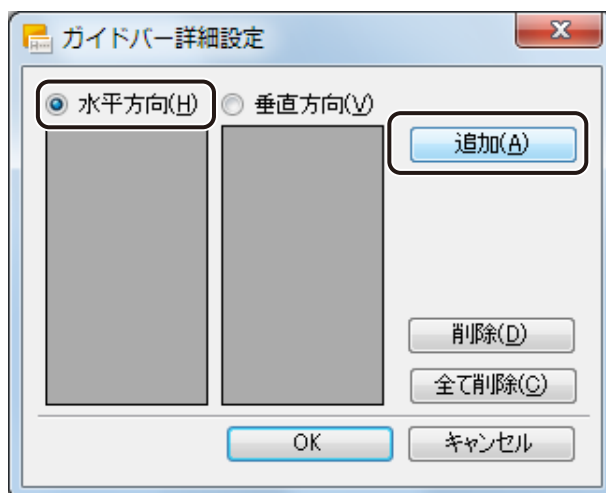 ガイドバー詳細設定
水平方向(H) 垂直方向(V)
追加(A)
削除(D)
全て削除(C)
OK キャンセル